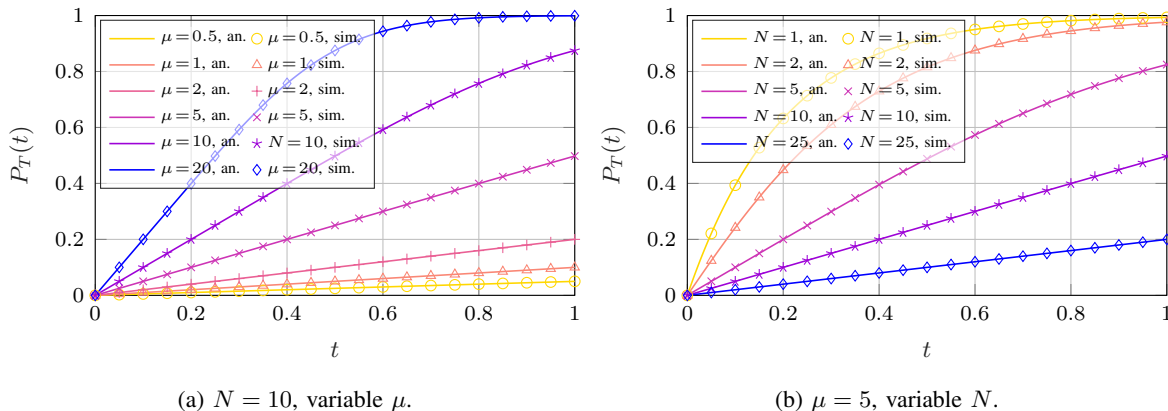 1
0.8
0.6
0.4
0.2
0
P_T(t)
μ = 0.5, an. μ = 0.5, sim.
μ = 1, an. μ = 1, sim.
μ = 2, an. μ = 2, sim.
μ = 5, an. μ = 5, sim.
μ = 10, an. N = 10, sim.
μ = 20, an. μ = 20, sim.
0 0.2 0.4 0.6 0.8 1
t
(a) N = 10, variable μ.
1
0.8
0.6
0.4
0.2
0
P_T(t)
N = 1, an. N = 1, sim.
N = 2, an. N = 2, sim.
N = 5, an. N = 5, sim.
N = 10, an. N = 10, sim.
N = 25, an. N = 25, sim.
0 0.2 0.4 0.6 0.8 1
t
(b) μ = 5, variable N.